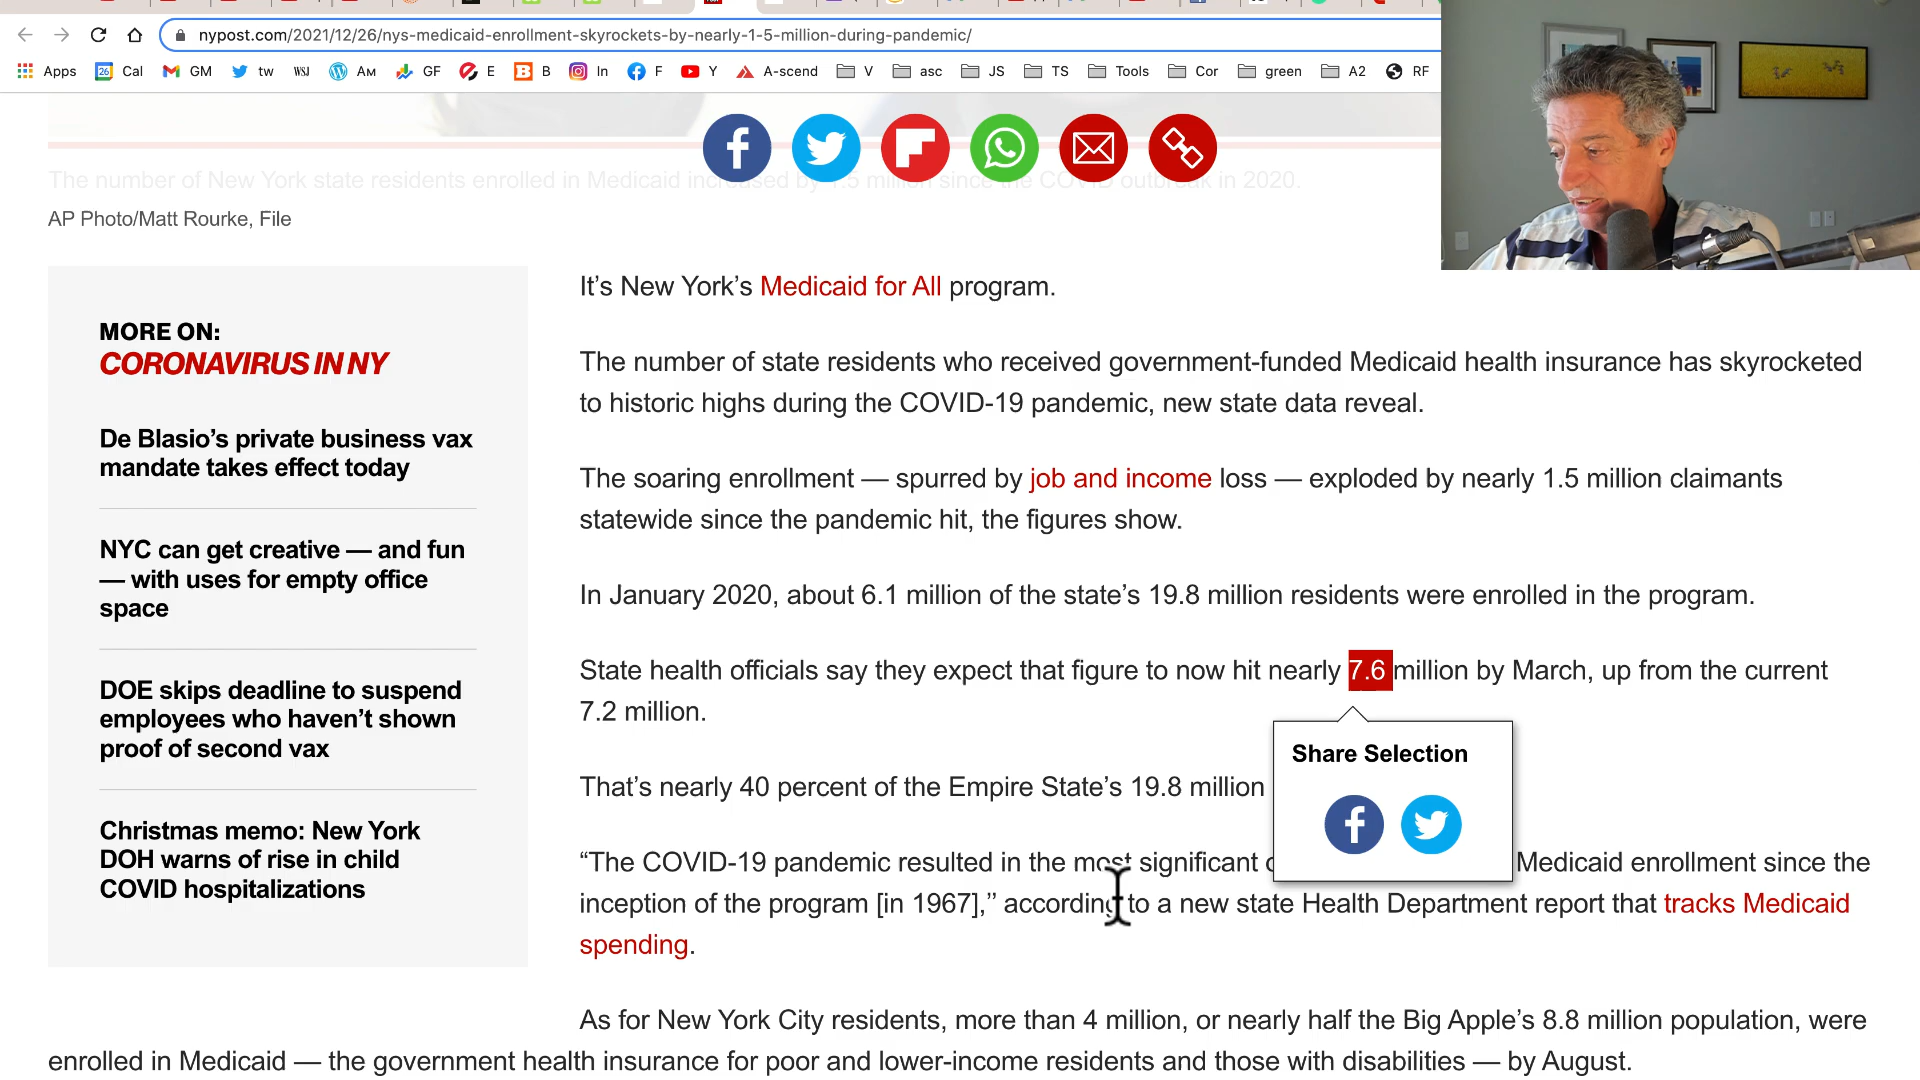 nypost.com/2021/12/26/nys-medicaid-enrollment-skyrockets-by-nearly-1-5-million-during-pandemic/
Apps 26 Cal GM tw WSJ AM GF E B In F Y A-scend V asc JS TS Tools Cor green A2 RF
The number of New York state residents enrolled in Medicaid increased by 1.5 million since the COVID outbreak in 2020.
AP Photo/Matt Rourke, File
MORE ON:
CORONAVIRUS IN NY
De Blasio’s private business vax
mandate takes effect today
NYC can get creative — and fun
— with uses for empty office
space
DOE skips deadline to suspend
employees who haven’t shown
proof of second vax
Christmas memo: New York
DOH warns of rise in child
COVID hospitalizations
It’s New York’s Medicaid for All program.
The number of state residents who received government-funded Medicaid health insurance has skyrocketed
to historic highs during the COVID-19 pandemic, new state data reveal.
The soaring enrollment — spurred by job and income loss — exploded by nearly 1.5 million claimants
statewide since the pandemic hit, the figures show.
In January 2020, about 6.1 million of the state’s 19.8 million residents were enrolled in the program.
State health officials say they expect that figure to now hit nearly 7.6 million by March, up from the current
7.2 million.
Share Selection
That’s nearly 40 percent of the Empire State’s 19.8 million
“The COVID-19 pandemic resulted in the most significant Medicaid enrollment since the
inception of the program [in 1967],” according to a new state Health Department report that tracks Medicaid
spending.
As for New York City residents, more than 4 million, or nearly half the Big Apple’s 8.8 million population, were
enrolled in Medicaid — the government health insurance for poor and lower-income residents and those with disabilities — by August.